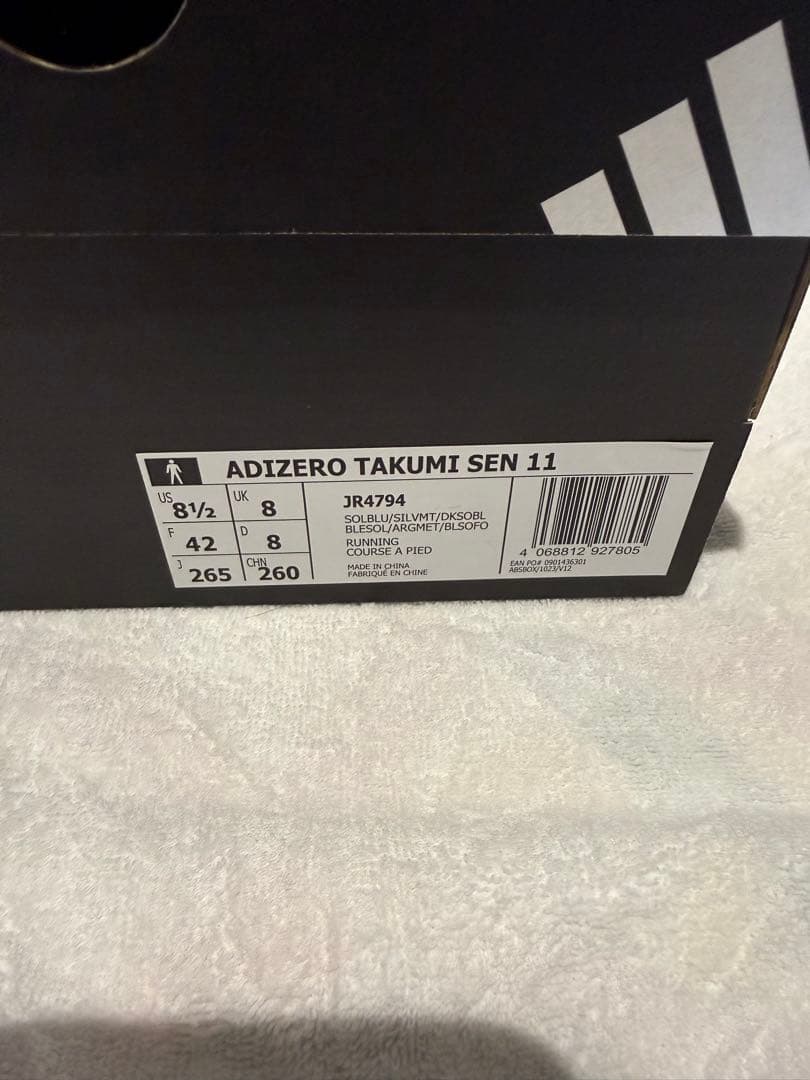 ADIZERO TAKUMI SEN 11
US 8½ UK 8
F 42 D 8
J 265 CHN 260
JR4794
SOLBLU/SILVMT/DKSOBL
BLESOL/ARGMET/BLSOFO
RUNNING
COURSE A PIED
MADE IN CHINA
FABRIQUÉ EN CHINE
4 068812 927805
EAN PO# 0901436301
ABSBOX/1023/V12